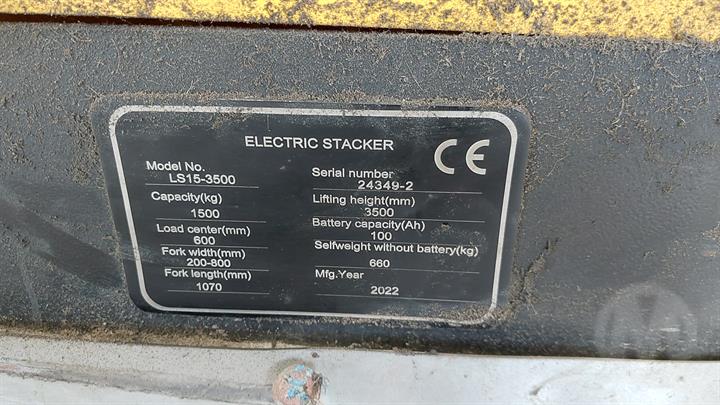 ELECTRIC STACKER
CE
Model No.
LS15-3500
Capacity(kg)
1500
Load center(mm)
600
Fork width(mm)
200-800
Fork length(mm)
1070
Serial number
24349-2
Lifting height(mm)
3500
Battery capacity(Ah)
100
Selfweight without battery(kg)
660
Mfg.Year
2022